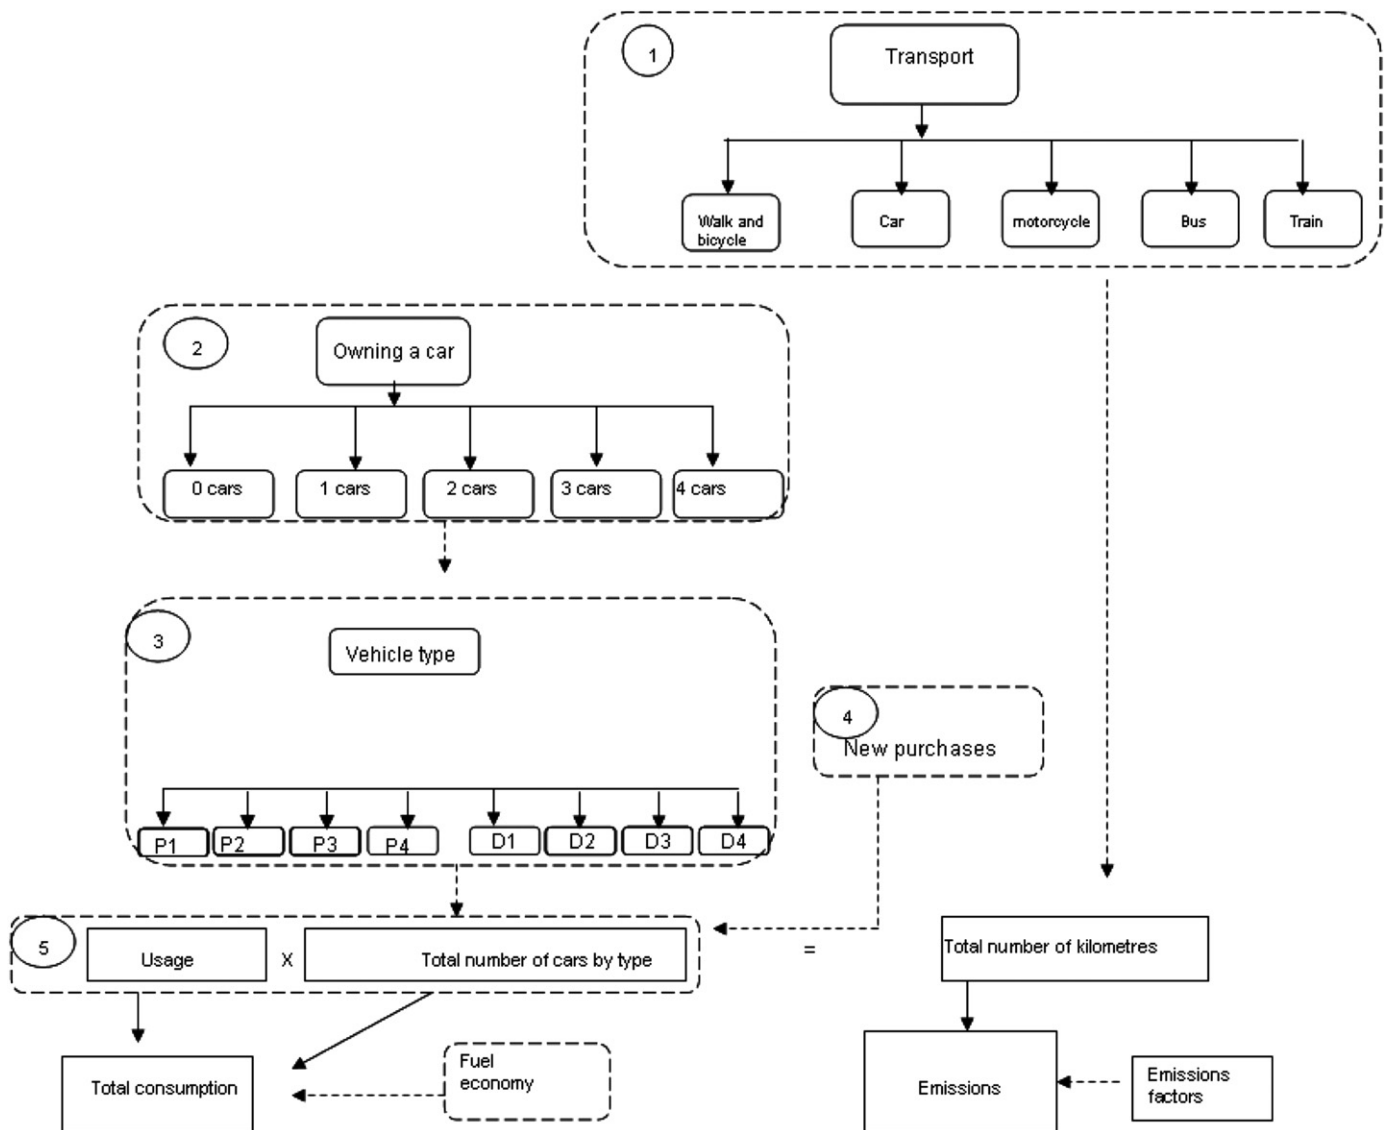 1
Transport
Walk and
bicycle
Car
motorcycle
Bus
Train
2
Owning a car
0 cars
1 cars
2 cars
3 cars
4 cars
3
Vehicle type
4
New purchases
P1
P2
P3
P4
D1
D2
D3
D4
5
Usage
X
Total number of cars by type
=
Total number of kilometres
Total consumption
Fuel
economy
Emissions
Emissions
factors